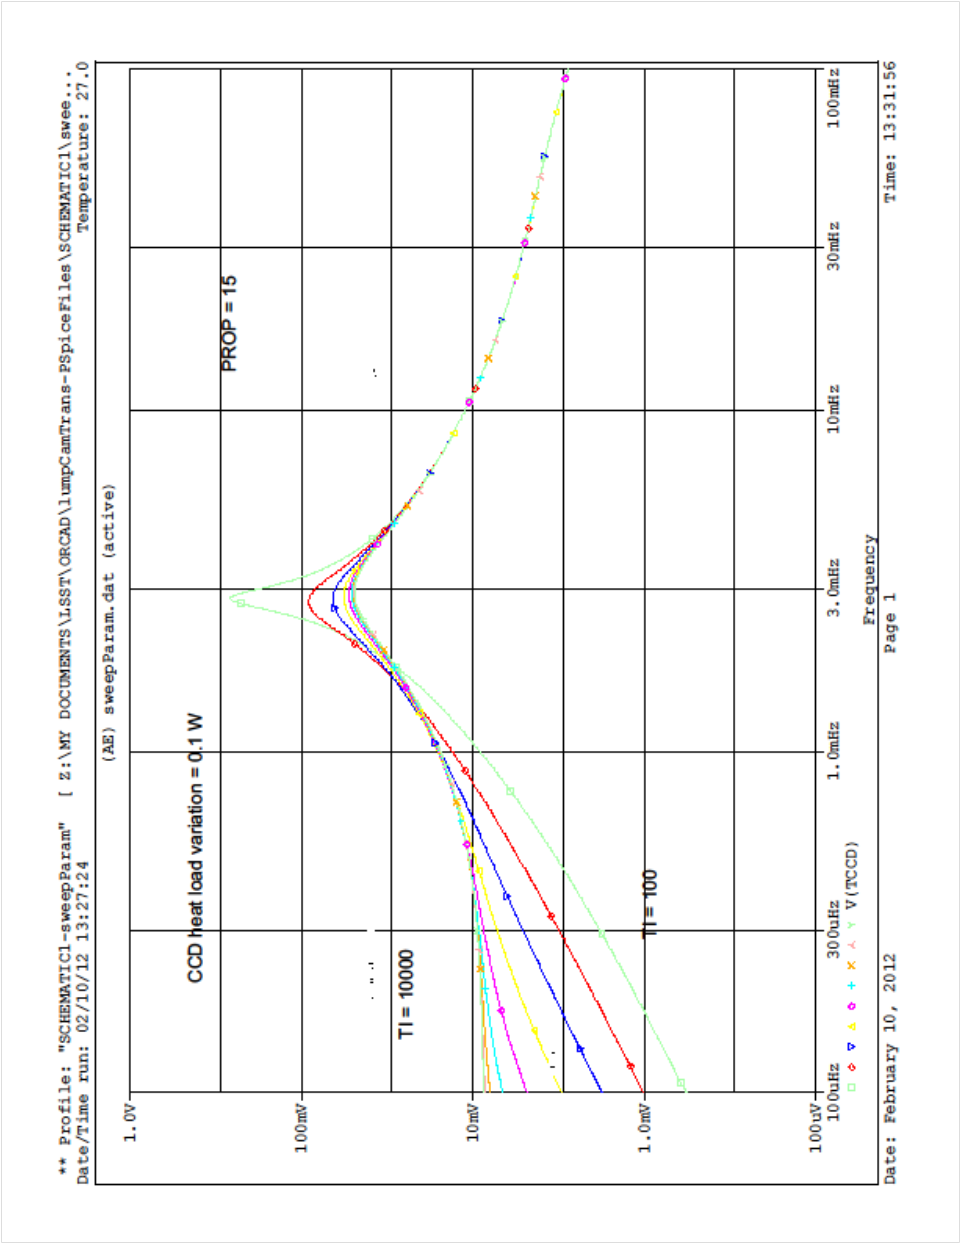 ** Profile: "SCHEMATIC1-sweepParam"   [ Z:\MY DOCUMENTS\LSST\ORCAD\lumpCamTrans-PSpiceFiles\SCHEMATIC1\swee...
Date/Time run: 02/10/12 13:27:24   Temperature: 27.0
(AE) sweepParam.dat (active)
1.0V
CCD heat load variation = 0.1 W
PROP = 15
100mV
TI = 10000
10mV
TI = 100
1.0mV
100uV
100uHz 300uHz 1.0mHz 3.0mHz 10mHz 30mHz 100mHz
V(TCCD)
Frequency
Date: February 10, 2012   Page 1   Time: 13:31:56